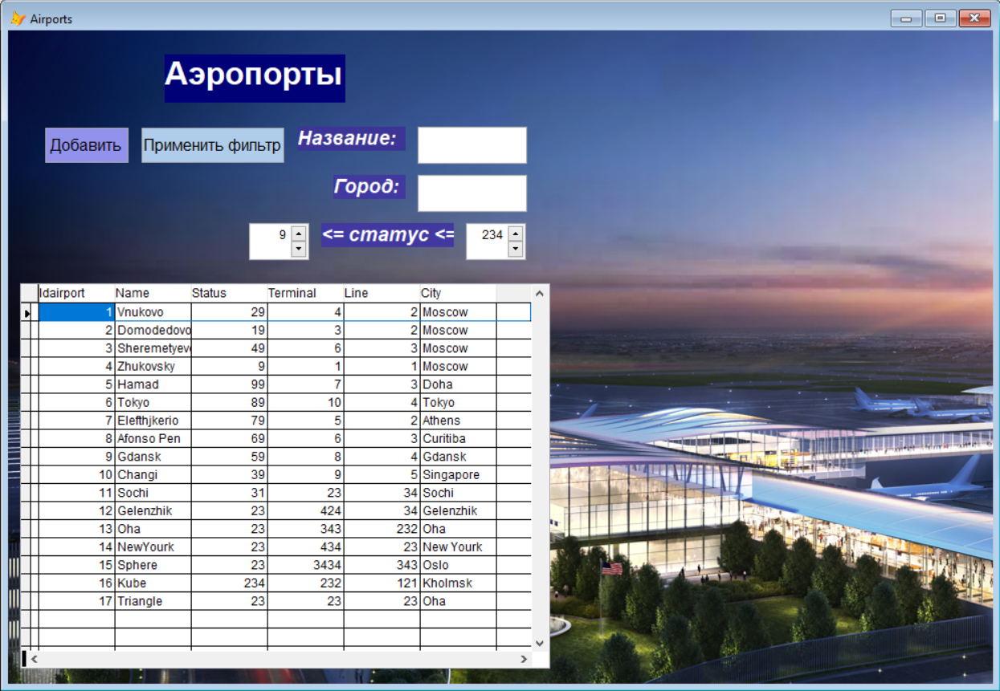 Airports
Аэропорты
Добавить Применить фильтр Название:
Город:
9 <= статус <= 234
Idairport Name Status Terminal Line City
1 Vnukovo 29 4 2 Moscow
2 Domodedovo 19 3 2 Moscow
3 Sheremetyevo 49 6 3 Moscow
4 Zhukovsky 9 1 1 Moscow
5 Hamad 99 7 3 Doha
6 Tokyo 89 10 4 Tokyo
7 Elefthjkerio 79 5 2 Athens
8 Afonso Pen 69 6 3 Curitiba
9 Gdansk 59 8 4 Gdansk
10 Changi 39 9 5 Singapore
11 Sochi 31 23 34 Sochi
12 Gelenzhik 23 424 34 Gelenzhik
13 Oha 23 343 232 Oha
14 NewYourk 23 434 23 New Yourk
15 Sphere 23 3434 343 Oslo
16 Kube 234 232 121 Kholmsk
17 Triangle 23 23 23 Oha